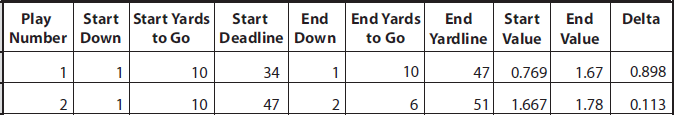 Play Start Start Yards Start End End Yards End Start End Delta
Number Down to Go Deadline Down to Go Yardline Value Value
1 1 10 34 1 10 47 0.769 1.67 0.898
2 1 10 47 2 6 51 1.667 1.78 0.113